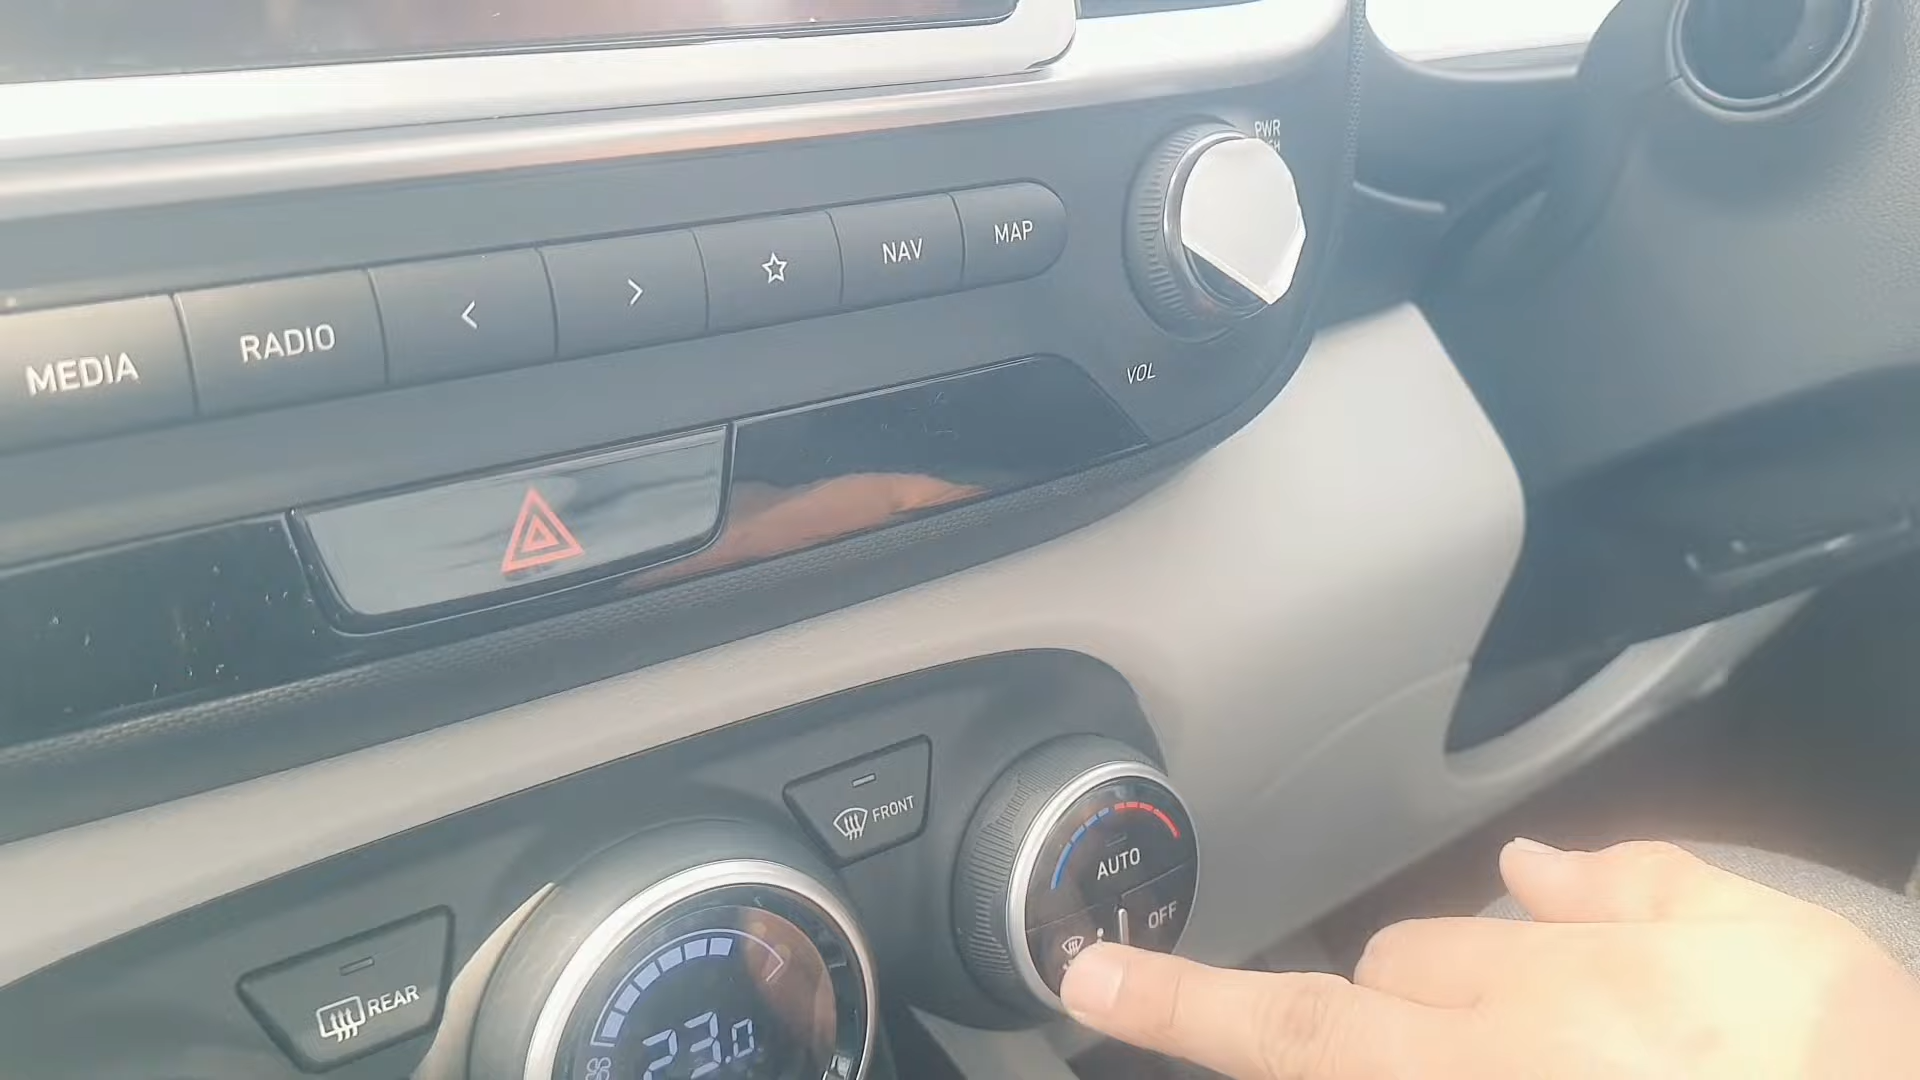 PWR
MEDIA
RADIO
<
>
NAV
MAP
VOL
FRONT
AUTO
OFF
REAR
23.0